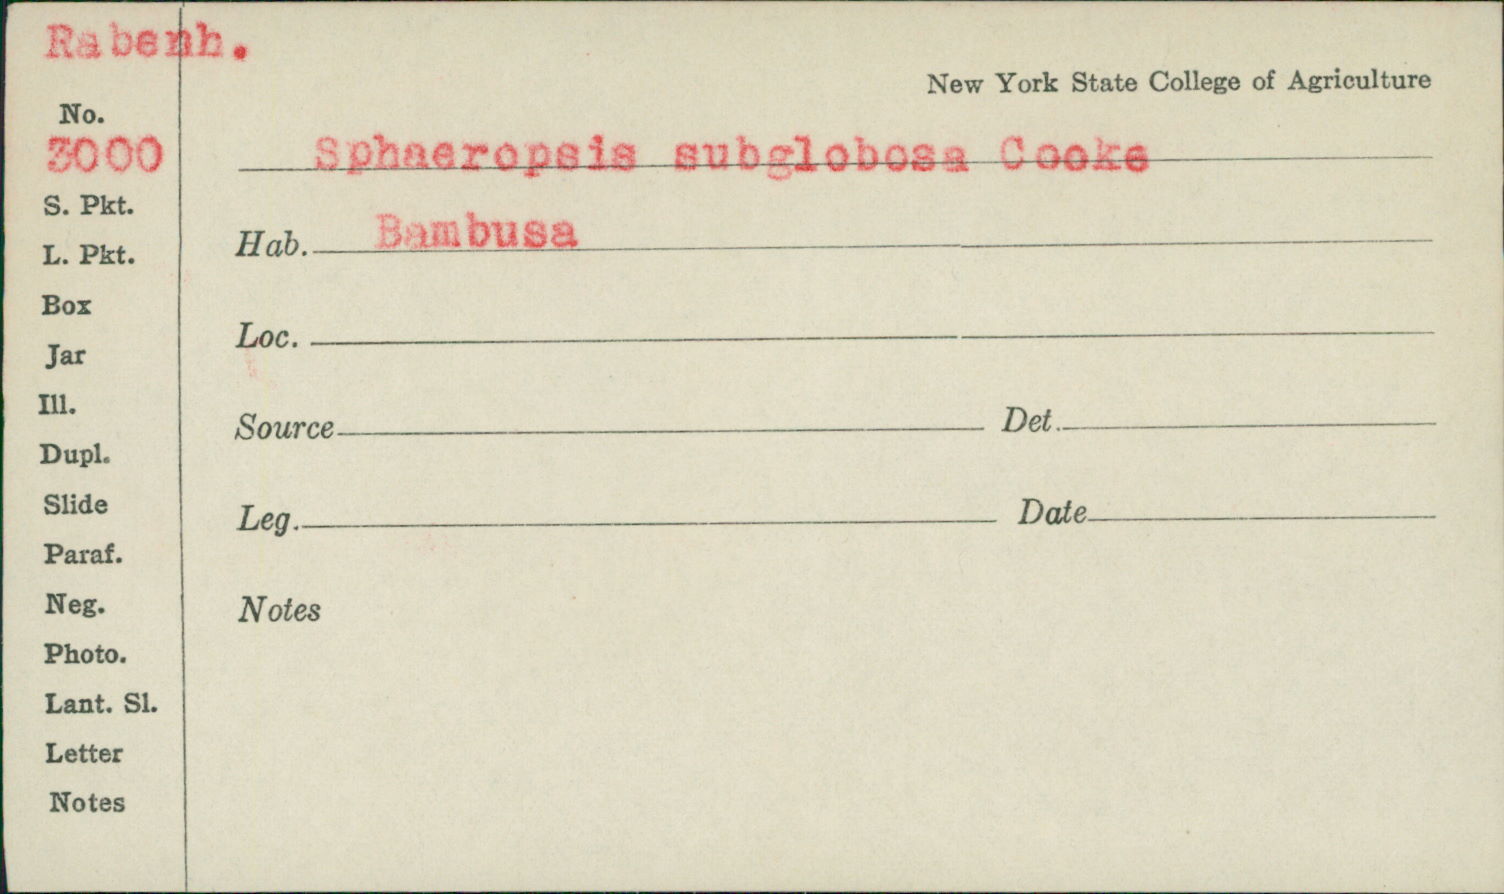 Rabenh.
New York State College of Agriculture
No.
3000
Sphaeropsis subglobosa Cooke
S. Pkt.
Hab. Bambusa
L. Pkt.
Box
Loc.
Jar
Ill.
Source Det.
Dupl.
Slide
Leg. Date
Paraf.
Neg.
Notes
Photo.
Lant. Sl.
Letter
Notes